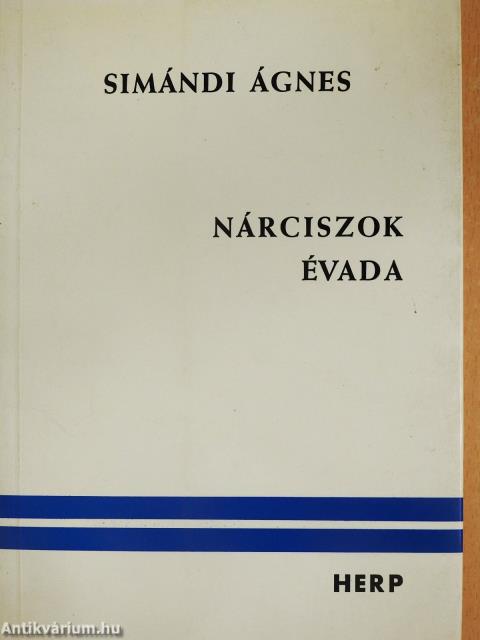 SIMÁNDI ÁGNES
NÁRCISZOK
ÉVADA
HERP
Antikvárium.hu